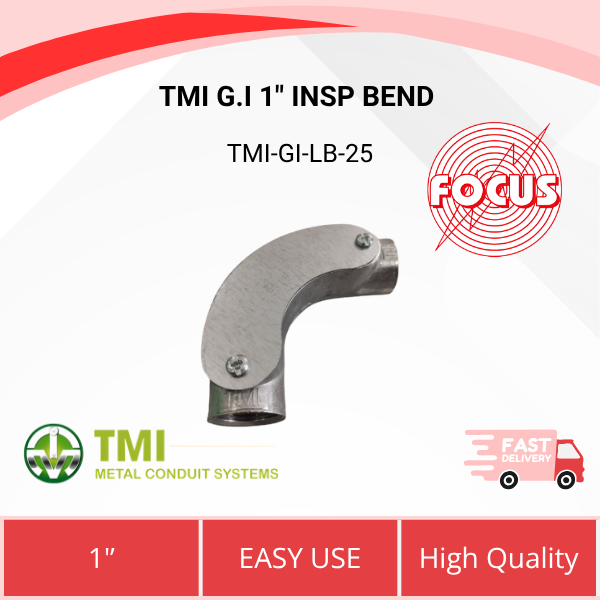 TMI G.I 1" INSP BEND
TMI-GI-LB-25
FOCUS
TMI
METAL CONDUIT SYSTEMS
FAST
DELIVERY
1"
EASY USE
High Quality